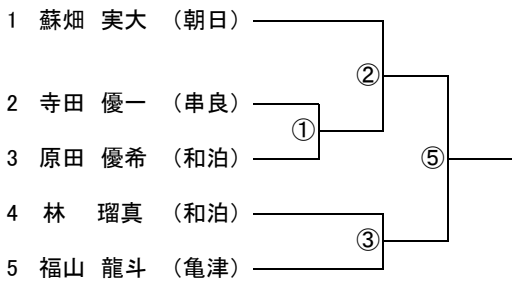 1 蘇畑 実大 （朝日）
②
2 寺田 優一 （串良）
①
3 原田 優希 （和泊）
⑤
4 林 瑠真 （和泊）
③
5 福山 龍斗 （亀津）